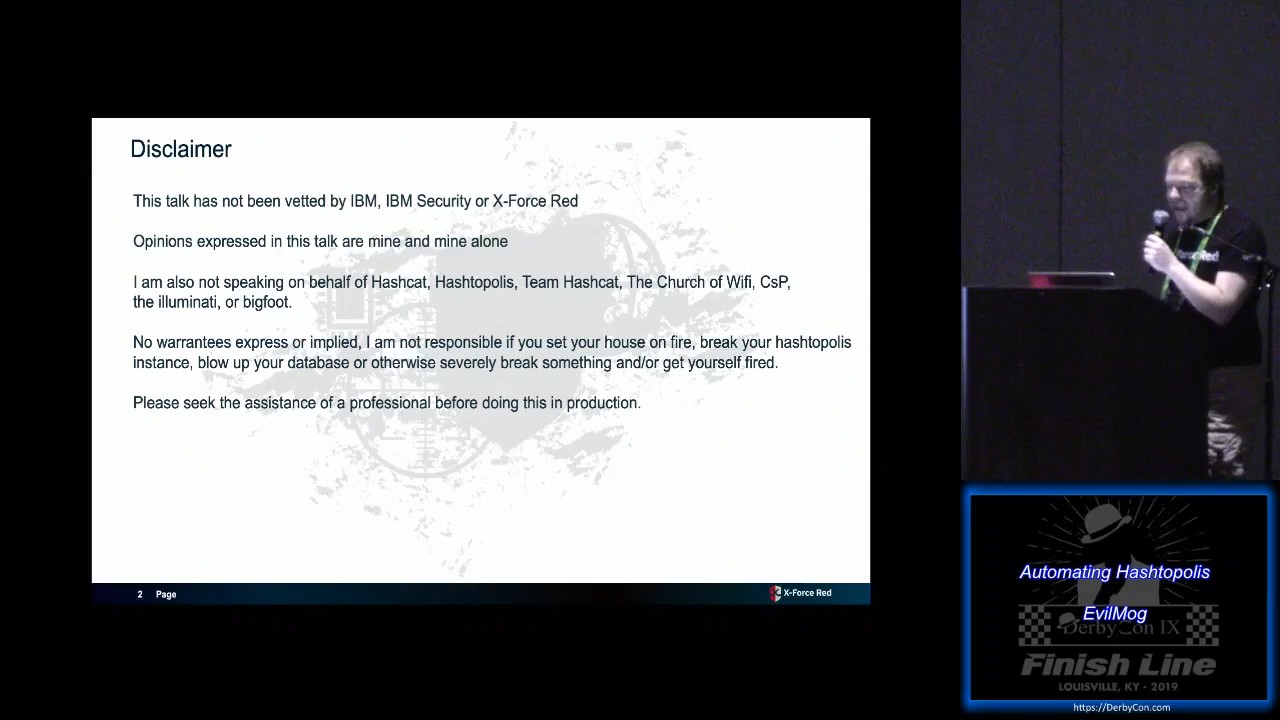 Disclaimer
This talk has not been vetted by IBM, IBM Security or X-Force Red
Opinions expressed in this talk are mine and mine alone
I am also not speaking on behalf of Hashcat, Hashtopolis, Team Hashcat, The Church of Wifi, CsP,
the illuminati, or bigfoot.
No warrantees express or implied, I am not responsible if you set your house on fire, break your hashtopolis
instance, blow up your database or otherwise severely break something and/or get yourself fired.
Please seek the assistance of a professional before doing this in production.
2 Page
X-Force Red
Automating Hashtopolis
EvilMog
DerbyCon IX
Finish Line
LOUISVILLE, KY - 2019
https://DerbyCon.com